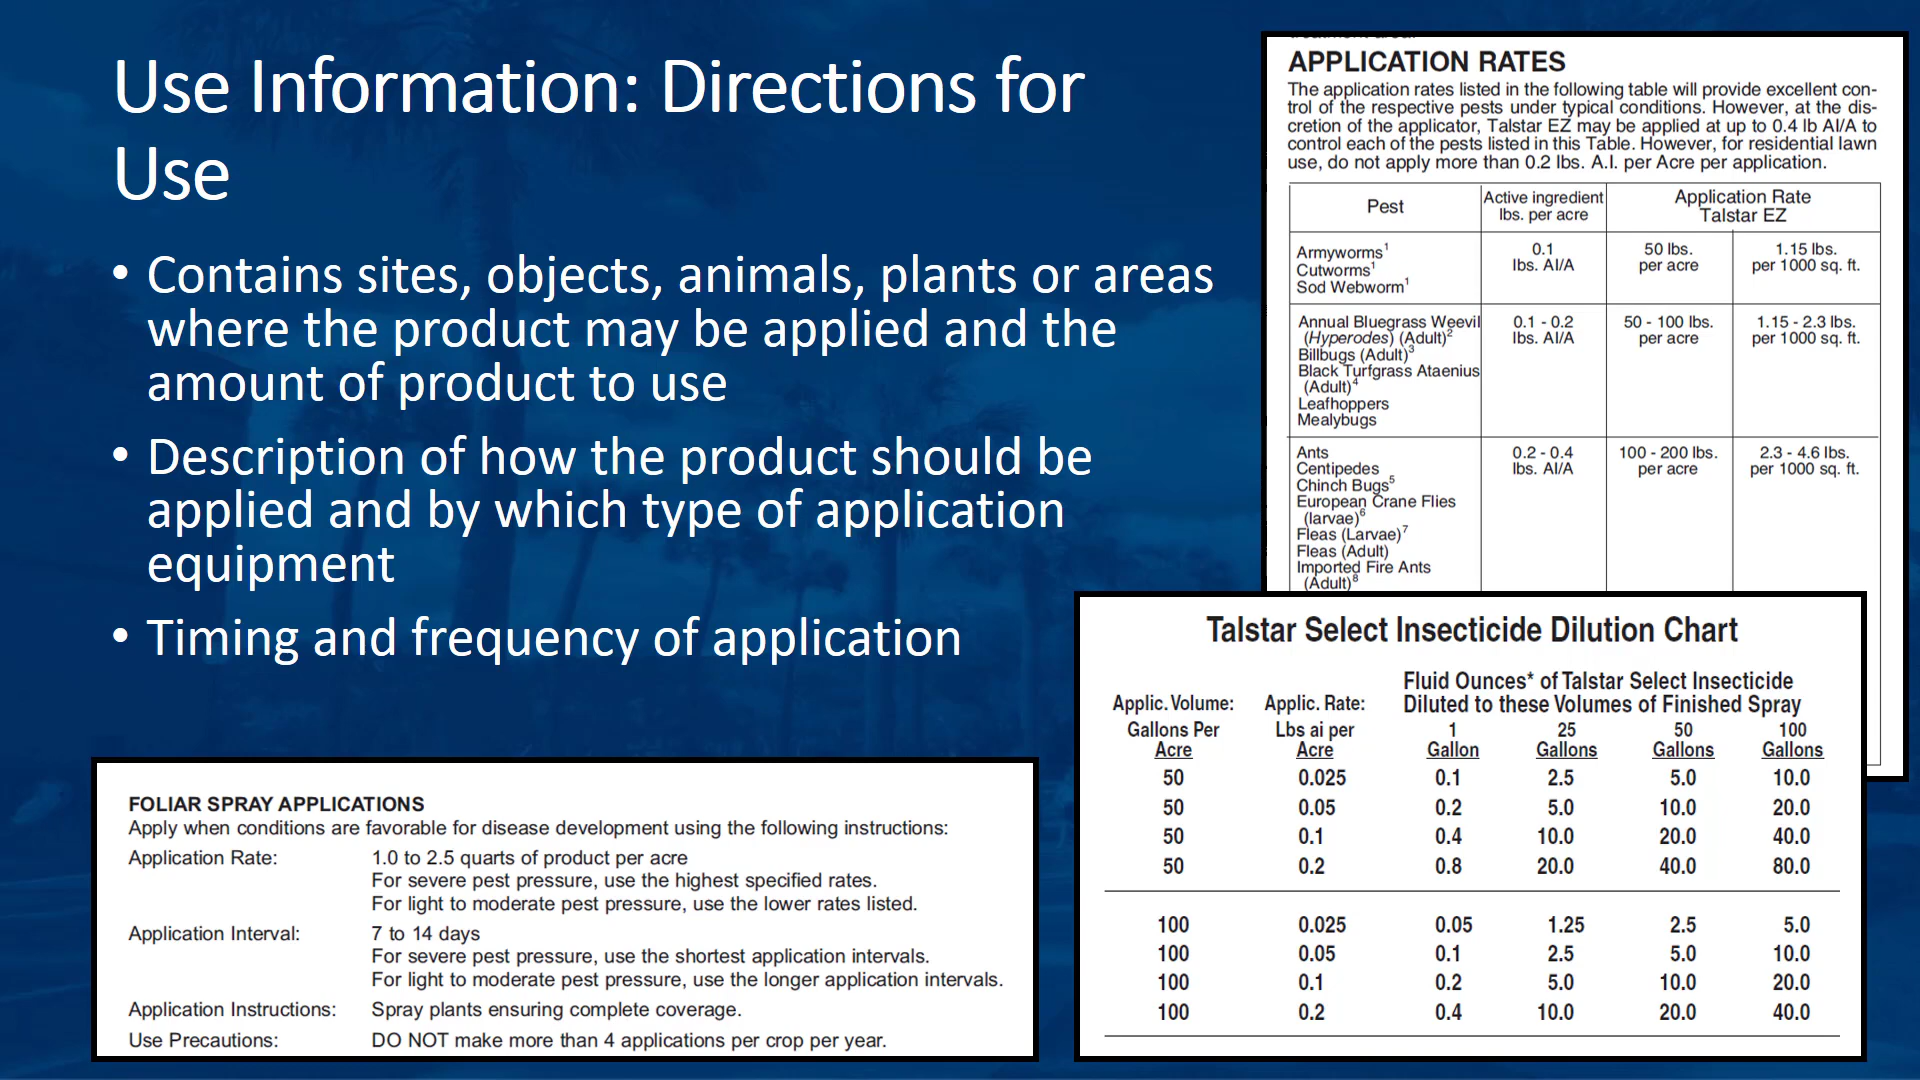 Use Information: Directions for
Use
• Contains sites, objects, animals, plants or areas
where the product may be applied and the
amount of product to use
• Description of how the product should be
applied and by which type of application
equipment
• Timing and frequency of application
APPLICATION RATES
The application rates listed in the following table will provide excellent con-
trol of the respective pests under typical conditions. However, at the dis-
cretion of the applicator, Talstar EZ may be applied at up to 0.4 lb AI/A to
control each of the pests listed in this Table. However, for residential lawn
use, do not apply more than 0.2 lbs. A.I. per Acre per application.
Pest Active ingredient lbs. per acre Application Rate Talstar EZ
Armyworms¹ 0.1 50 lbs. 1.15 lbs.
Cutworms¹ lbs. AI/A per acre per 1000 sq. ft.
Sod Webworm¹
Annual Bluegrass Weevil 0.1 - 0.2 50 - 100 lbs. 1.15 - 2.3 lbs.
(Hyperodes) (Adult)² lbs. AI/A per acre per 1000 sq. ft.
Billbugs (Adult)³
Black Turfgrass Ataenius
(Adult)⁴
Leafhoppers
Mealybugs
Ants 0.2 - 0.4 100 - 200 lbs. 2.3 - 4.6 lbs.
Centipedes lbs. AI/A per acre per 1000 sq. ft.
Chinch Bugs⁵
European Crane Flies
(larvae)⁶
Fleas (Larvae)⁷
Fleas (Adult)
Imported Fire Ants
(Adult)⁸
Talstar Select Insecticide Dilution Chart
Fluid Ounces* of Talstar Select Insecticide
Applic. Volume: Applic. Rate: Diluted to these Volumes of Finished Spray
Gallons Per Lbs ai per 1 25 50 100
Acre Acre Gallon Gallons Gallons Gallons
50 0.025 0.1 2.5 5.0 10.0
50 0.05 0.2 5.0 10.0 20.0
50 0.1 0.4 10.0 20.0 40.0
50 0.2 0.8 20.0 40.0 80.0
100 0.025 0.05 1.25 2.5 5.0
100 0.05 0.1 2.5 5.0 10.0
100 0.1 0.2 5.0 10.0 20.0
100 0.2 0.4 10.0 20.0 40.0
FOLIAR SPRAY APPLICATIONS
Apply when conditions are favorable for disease development using the following instructions:
Application Rate: 1.0 to 2.5 quarts of product per acre
For severe pest pressure, use the highest specified rates.
For light to moderate pest pressure, use the lower rates listed.
Application Interval: 7 to 14 days
For severe pest pressure, use the shortest application intervals.
For light to moderate pest pressure, use the longer application intervals.
Application Instructions: Spray plants ensuring complete coverage.
Use Precautions: DO NOT make more than 4 applications per crop per year.